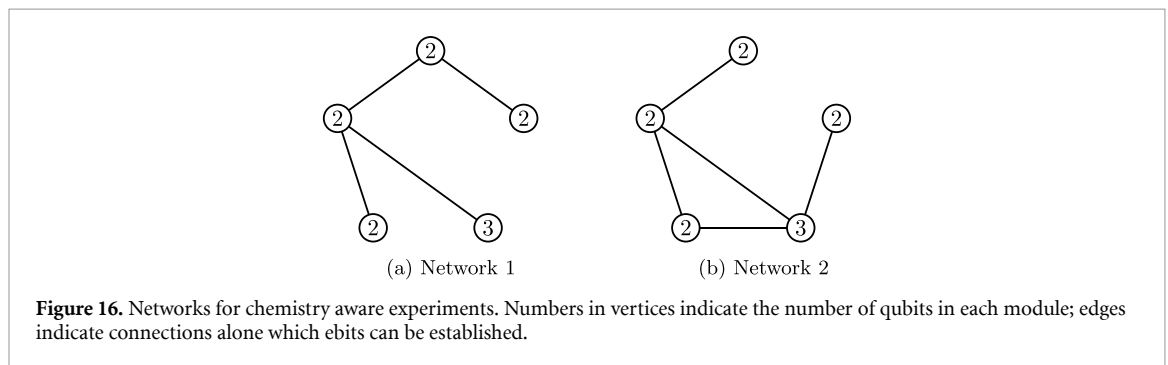 2 2
2 2 2 2
2 3 2 3
(a) Network 1 (b) Network 2
Figure 16. Networks for chemistry aware experiments. Numbers in vertices indicate the number of qubits in each module; edges
indicate connections alone which ebits can be established.